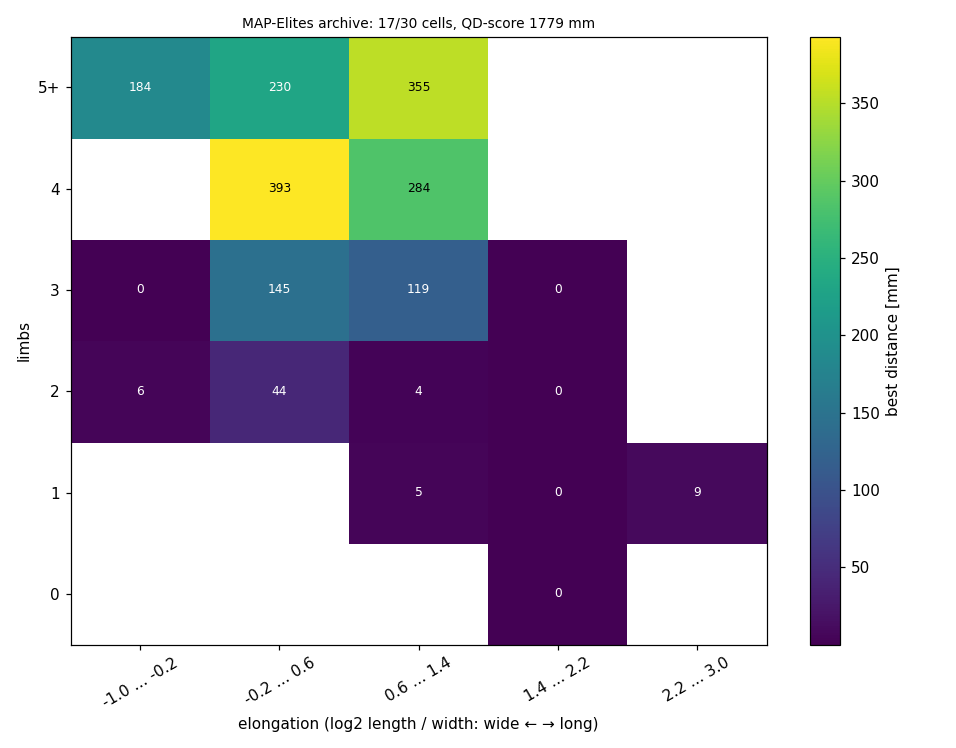 MAP-Elites archive: 17/30 cells, QD-score 1779 mm
5+ 184 230 355
4 393 284
3 0 145 119 0
2 6 44 4 0
1 5 0 9
0 0
limbs
-1.0 ... -0.2 -0.2 ... 0.6 0.6 ... 1.4 1.4 ... 2.2 2.2 ... 3.0
elongation (log2 length / width: wide ← → long)
350
300
250
200
150
100
50
best distance [mm]